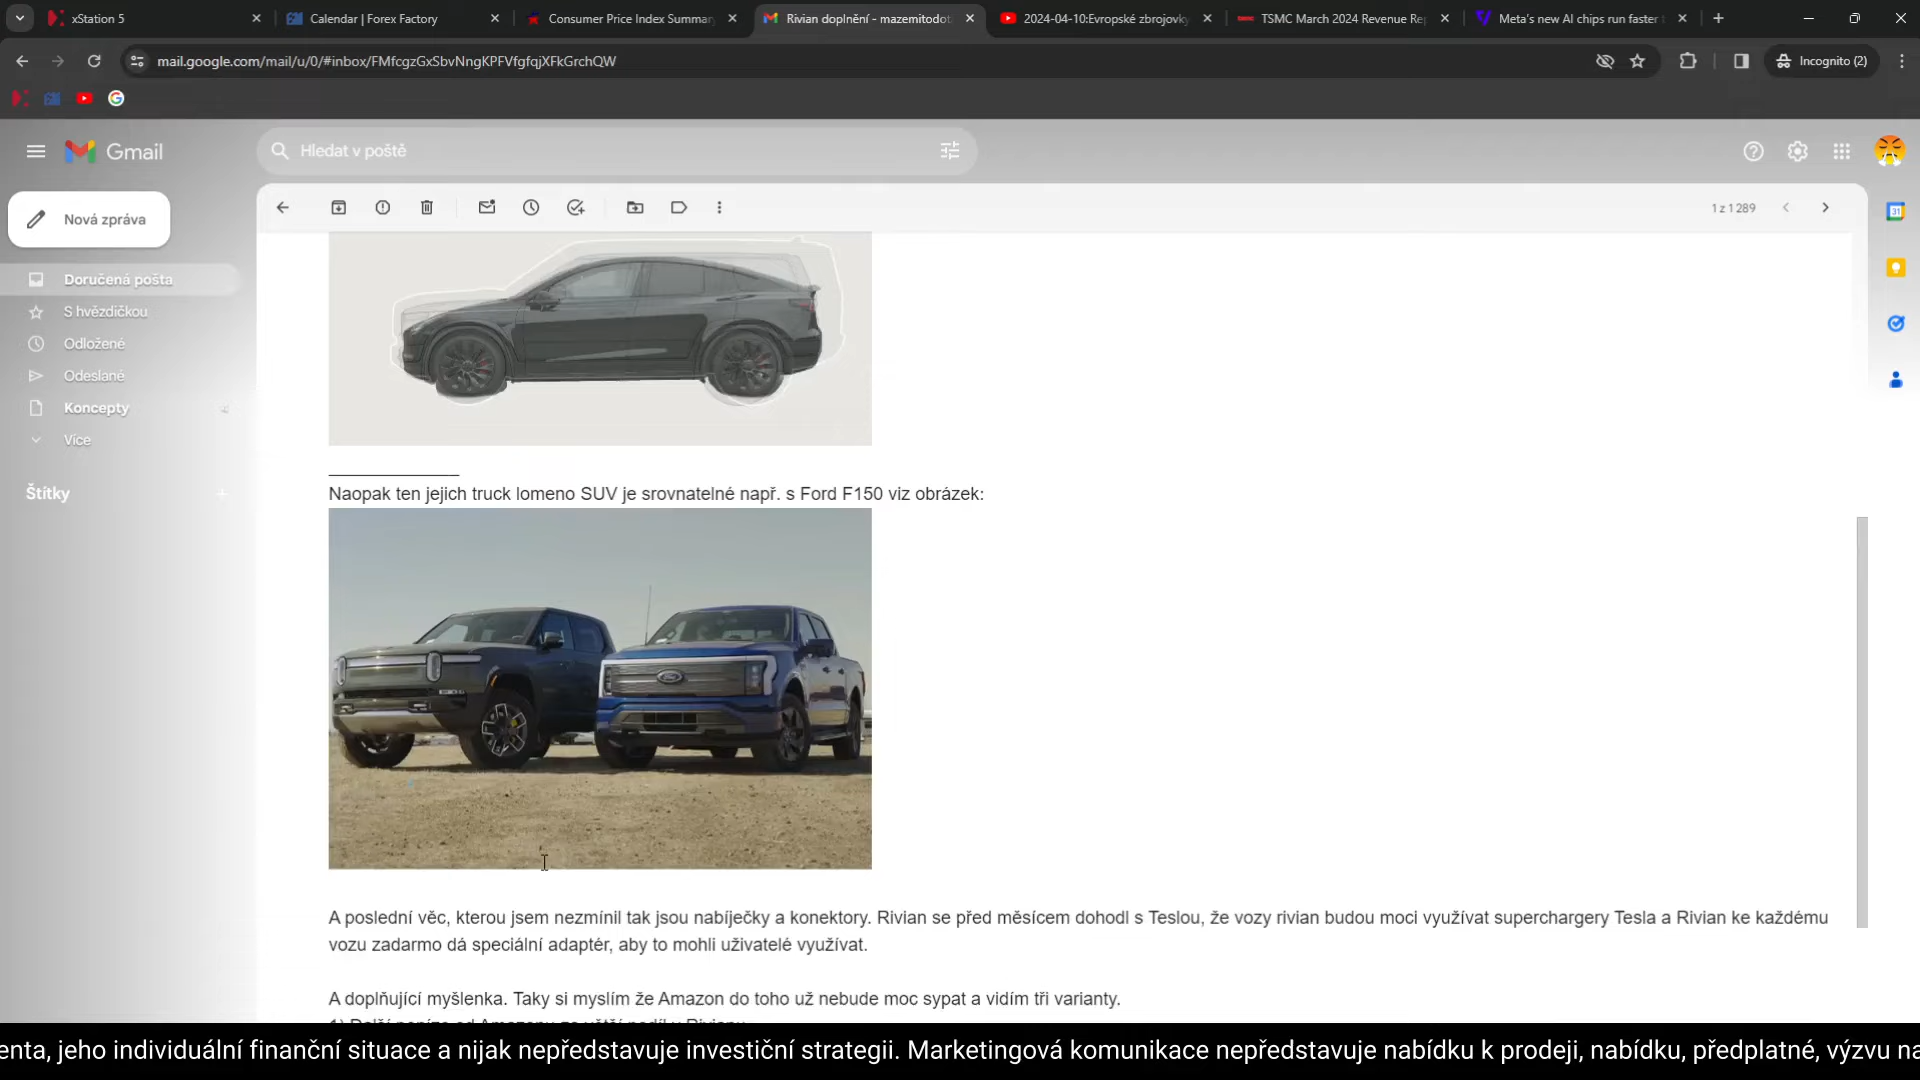 xStation 5
Calendar | Forex Factory
Consumer Price Index Summary
Rivian doplnění - mazemitodot
2024-04-10:Evropské zbrojovky
TSMC March 2024 Revenue Re
Meta's new AI chips run faster
mail.google.com/mail/u/0/#inbox/FMfcgzGxSbvNngKPFVfgfqjXFkGrchQW
Incognito (2)
Gmail
Hledat v poště
Nová zpráva
1 z 1 289
Doručená pošta
S hvězdičkou
Odložené
Odeslané
Koncepty
Více
Štítky
Naopak ten jejich truck lomeno SUV je srovnatelné např. s Ford F150 viz obrázek:
Ford
A poslední věc, kterou jsem nezmínil tak jsou nabíječky a konektory. Rivian se před měsícem dohodl s Teslou, že vozy rivian budou moci využívat superchargery Tesla a Rivian ke každému
vozu zadarmo dá speciální adaptér, aby to mohli uživatelé využívat.
A doplňující myšlenka. Taky si myslím že Amazon do toho už nebude moc sypat a vidím tři varianty.
enta, jeho individuální finanční situace a nijak nepředstavuje investiční strategii. Marketingová komunikace nepředstavuje nabídku k prodeji, nabídku, předplatné, výzvu na